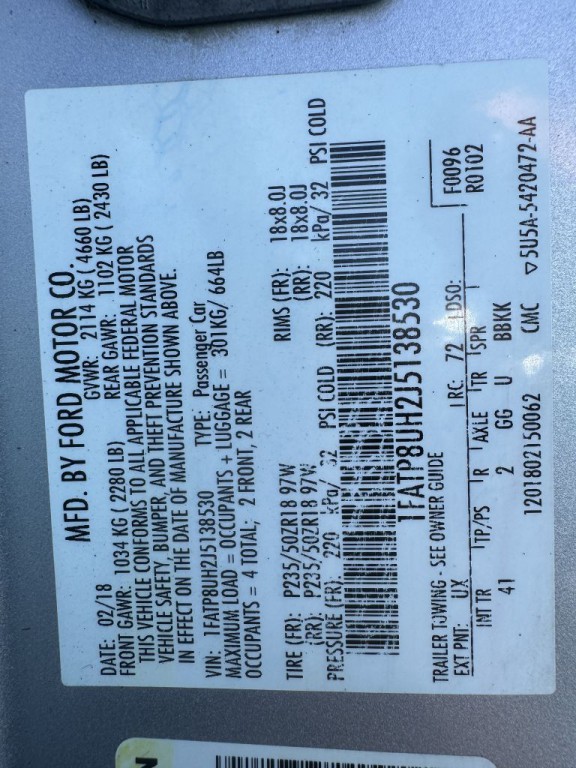 MFD. BY FORD MOTOR CO.
DATE: 02/18 GVWR: 2114 KG ( 4660 LB)
FRONT GAWR: 1034 KG ( 2280 LB) REAR GAWR: 1102 KG ( 2430 LB)
THIS VEHICLE CONFORMS TO ALL APPLICABLE FEDERAL MOTOR
VEHICLE SAFETY, BUMPER, AND THEFT PREVENTION STANDARDS
IN EFFECT ON THE DATE OF MANUFACTURE SHOWN ABOVE.
VIN: 1FATP8UH2J5138530 TYPE: Passenger Car
MAXIMUM LOAD = OCCUPANTS + LUGGAGE = 301KG/ 664LB
OCCUPANTS = 4 TOTAL; 2 FRONT, 2 REAR
TIRE (FR): P235/50ZR18 97W RIMS (FR): 18x8.0J
(RR): P235/50ZR18 97W (RR): 18x8.0J
PRESSURE (FR): 220 kPa/ 32 PSI COLD (RR): 220 kPa/ 32 PSI COLD
1FATP8UH2J5138530
TRAILER TOWING - SEE OWNER GUIDE F0096
R0102
EXT PNT: UX RC: 72 DSO:
INT TR TP/PS R AXLE TR SPR
41 2 GG U BBKK
1201802150062 CMC ▽5U5A-5420472-AA
N